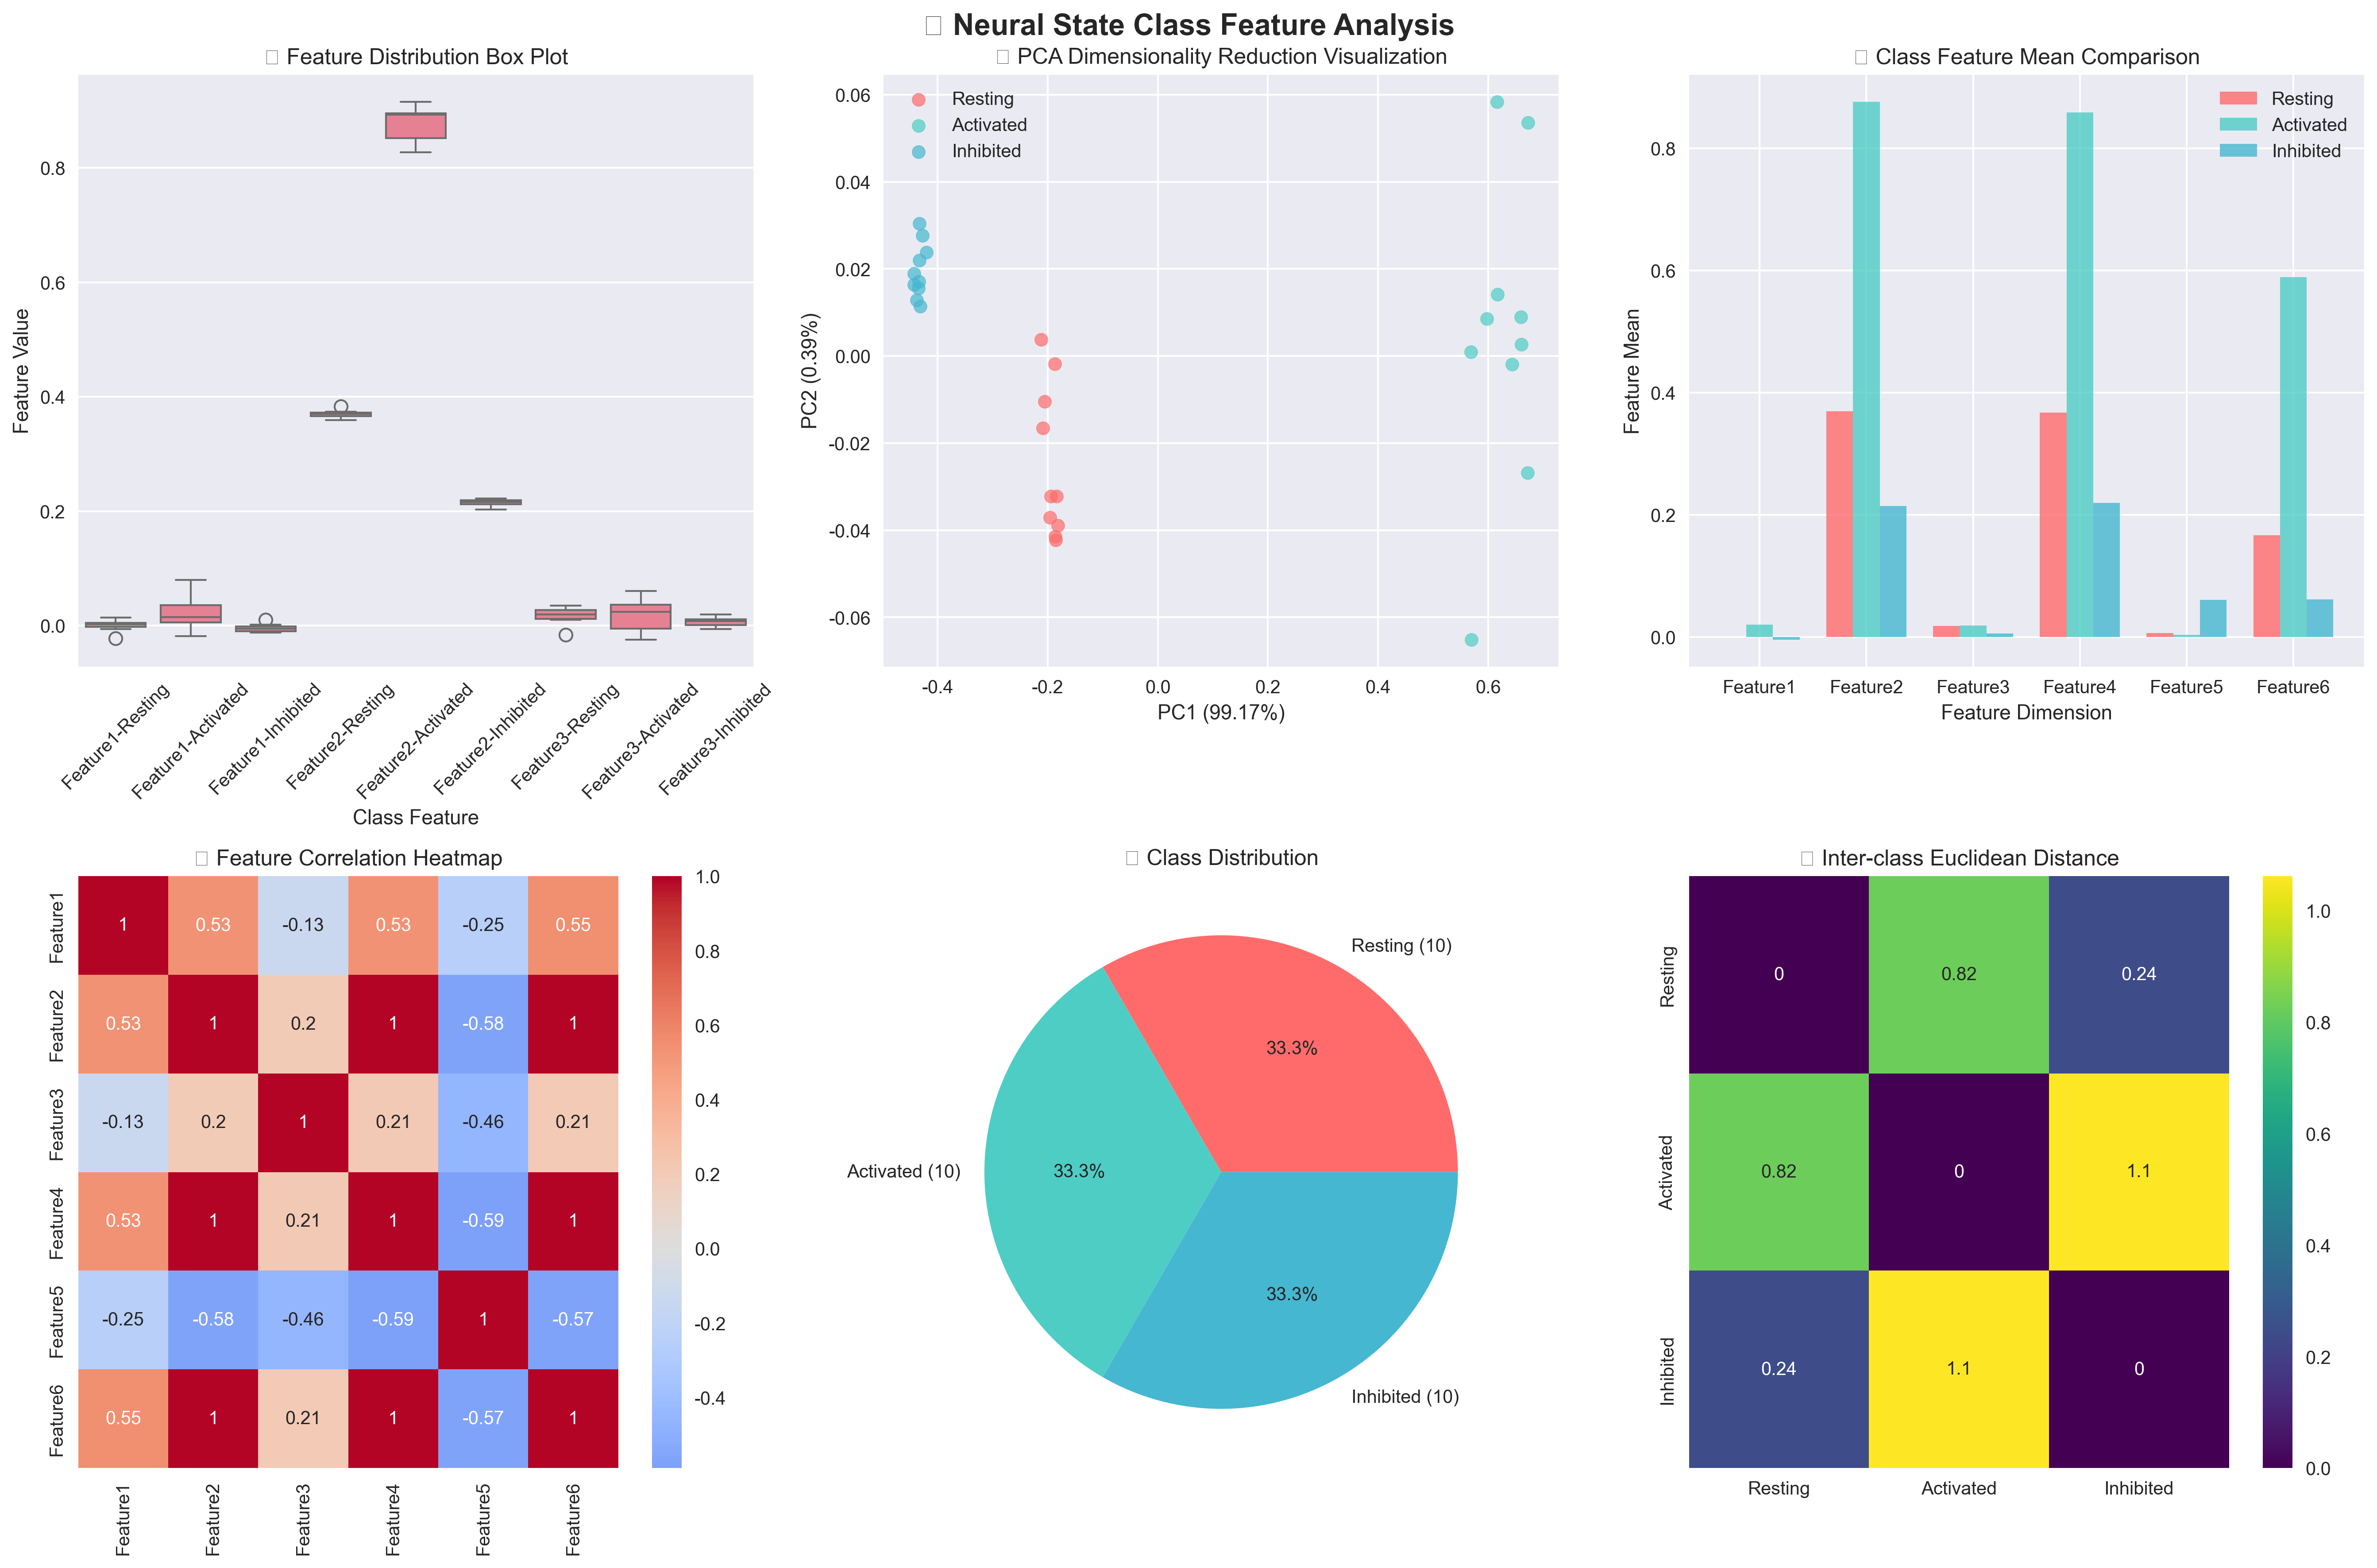 Neural State Class Feature Analysis
Feature Distribution Box Plot
Feature Value
0.8
0.6
0.4
0.2
0.0
Feature1-Resting
Feature1-Activated
Feature1-Inhibited
Feature2-Resting
Feature2-Activated
Feature2-Inhibited
Feature3-Resting
Feature3-Activated
Feature3-Inhibited
Class Feature
PCA Dimensionality Reduction Visualization
Resting
Activated
Inhibited
PC2 (0.39%)
0.06
0.04
0.02
0.00
-0.02
-0.04
-0.06
-0.4 -0.2 0.0 0.2 0.4 0.6
PC1 (99.17%)
Class Feature Mean Comparison
Resting
Activated
Inhibited
Feature Mean
0.8
0.6
0.4
0.2
0.0
Feature1 Feature2 Feature3 Feature4 Feature5 Feature6
Feature Dimension
Feature Correlation Heatmap
Feature1 1 0.53 -0.13 0.53 -0.25 0.55
Feature2 0.53 1 0.2 1 -0.58 1
Feature3 -0.13 0.2 1 0.21 -0.46 0.21
Feature4 0.53 1 0.21 1 -0.59 1
Feature5 -0.25 -0.58 -0.46 -0.59 1 -0.57
Feature6 0.55 1 0.21 1 -0.57 1
Feature1 Feature2 Feature3 Feature4 Feature5 Feature6
1.0
0.8
0.6
0.4
0.2
0.0
-0.2
-0.4
Class Distribution
Resting (10)
33.3%
Activated (10)
33.3%
33.3%
Inhibited (10)
Inter-class Euclidean Distance
Resting 0 0.82 0.24
Activated 0.82 0 1.1
Inhibited 0.24 1.1 0
Resting Activated Inhibited
1.0
0.8
0.6
0.4
0.2
0.0